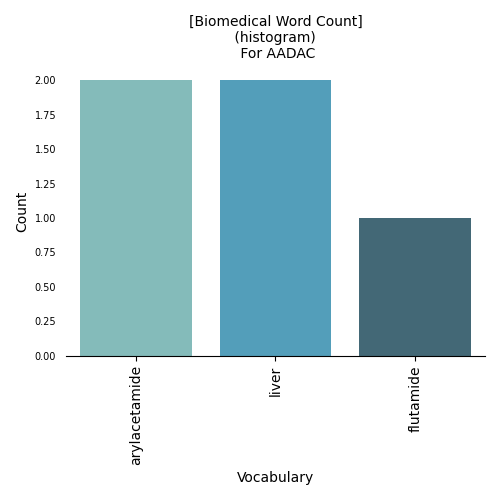 [Biomedical Word Count]
(histogram)
For AADAC
Count
2.00
1.75
1.50
1.25
1.00
0.75
0.50
0.25
0.00
arylacetamide
liver
flutamide
Vocabulary